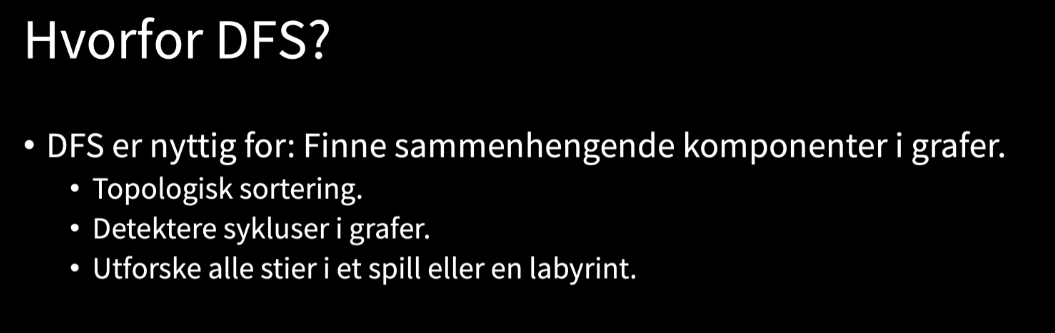 Hvorfor DFS?
• DFS er nyttig for: Finne sammenhengende komponenter i grafer.
• Topologisk sortering.
• Detektere sykluser i grafer.
• Utforske alle stier i et spill eller en labyrint.